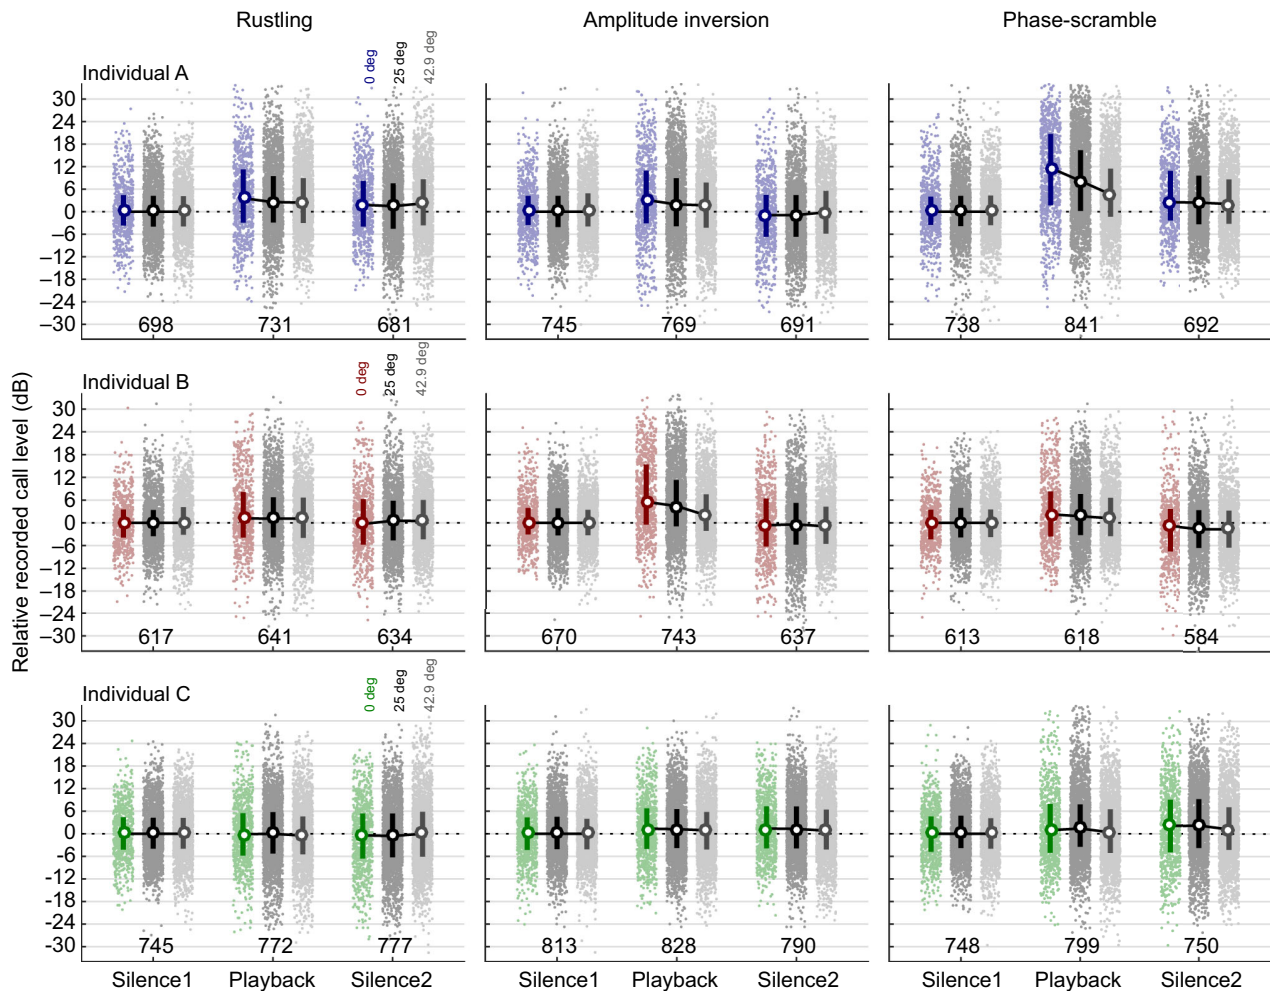 Rustling
Amplitude inversion
Phase-scramble
Relative recorded call level (dB)
Individual A
0 deg
25 deg
42.9 deg
30
24
18
12
6
0
–6
–12
–18
–24
–30
698
731
681
745
769
691
738
841
692
Individual B
0 deg
25 deg
42.9 deg
30
24
18
12
6
0
–6
–12
–18
–24
–30
617
641
634
670
743
637
613
618
584
Individual C
0 deg
25 deg
42.9 deg
30
24
18
12
6
0
-6
-12
-18
-24
-30
745
772
777
813
828
790
748
799
750
Silence1
Playback
Silence2
Silence1
Playback
Silence2
Silence1
Playback
Silence2